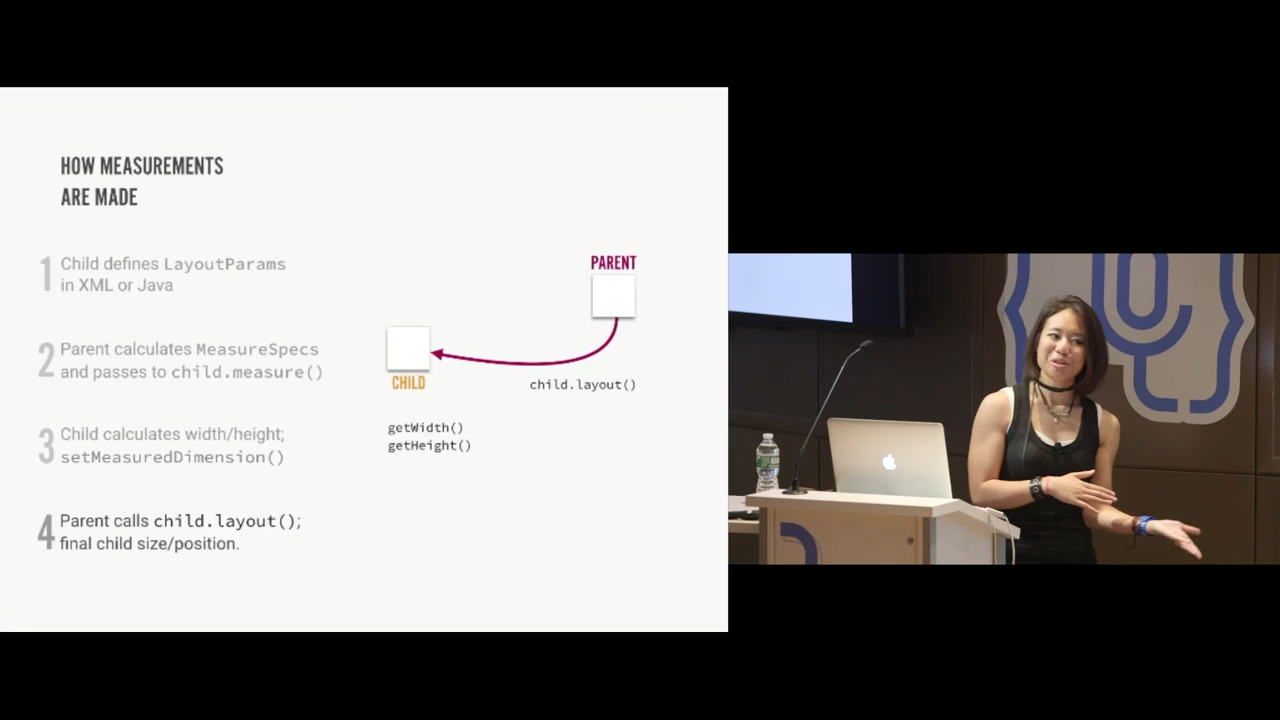 HOW MEASUREMENTS
ARE MADE
1 Child defines LayoutParams
in XML or Java
2 Parent calculates MeasureSpecs
and passes to child.measure()
3 Child calculates width/height;
setMeasuredDimension()
4 Parent calls child.layout();
final child size/position.
PARENT
CHILD
child.layout()
getWidth()
getHeight()